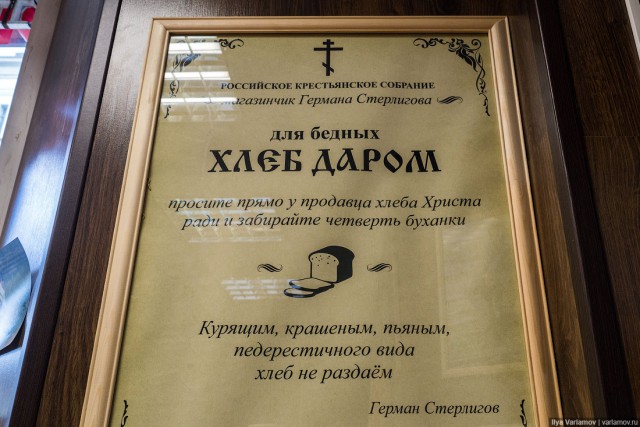 РОССИЙСКОЕ КРЕСТЬЯНСКОЕ СОБРАНИЕ
магазинчик Германа Стерлигова
для бедных
ХЛЕБ ДАРОМ
просите прямо у продавца хлеба Христа
ради и забирайте четверть буханки
Курящим, крашеным, пьяным,
педерестичного вида
хлеб не раздаём
Герман Стерлигов
Ilya Varlamov | varlamov.ru